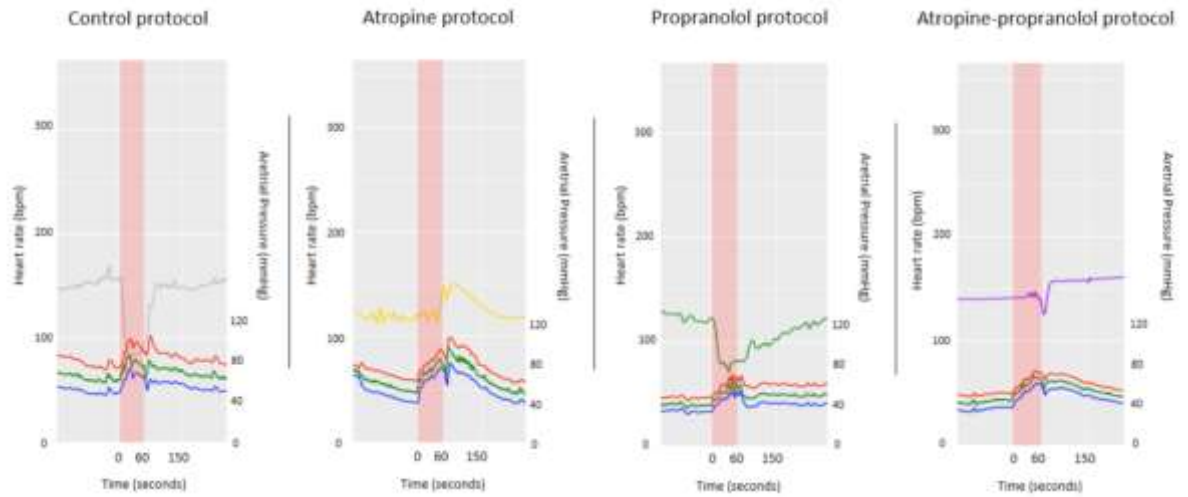 Control protocol
Heart rate (bpm)
300
200
100
0
120
80
40
0
Aretrial Pressure (mmHg)
0 60 150
Time (seconds)
Atropine protocol
Heart rate (bpm)
300
200
100
0
120
80
40
0
Aretrial Pressure (mmHg)
0 60 150
Time (seconds)
Propranolol protocol
Heart rate (bpm)
300
200
100
0
120
80
40
0
Aretrial Pressure (mmHg)
0 60 150
Time (seconds)
Atropine-propranolol protocol
Heart rate (bpm)
300
200
100
0
120
80
40
0
Aretrial Pressure (mmHg)
0 60 150
Time (seconds)